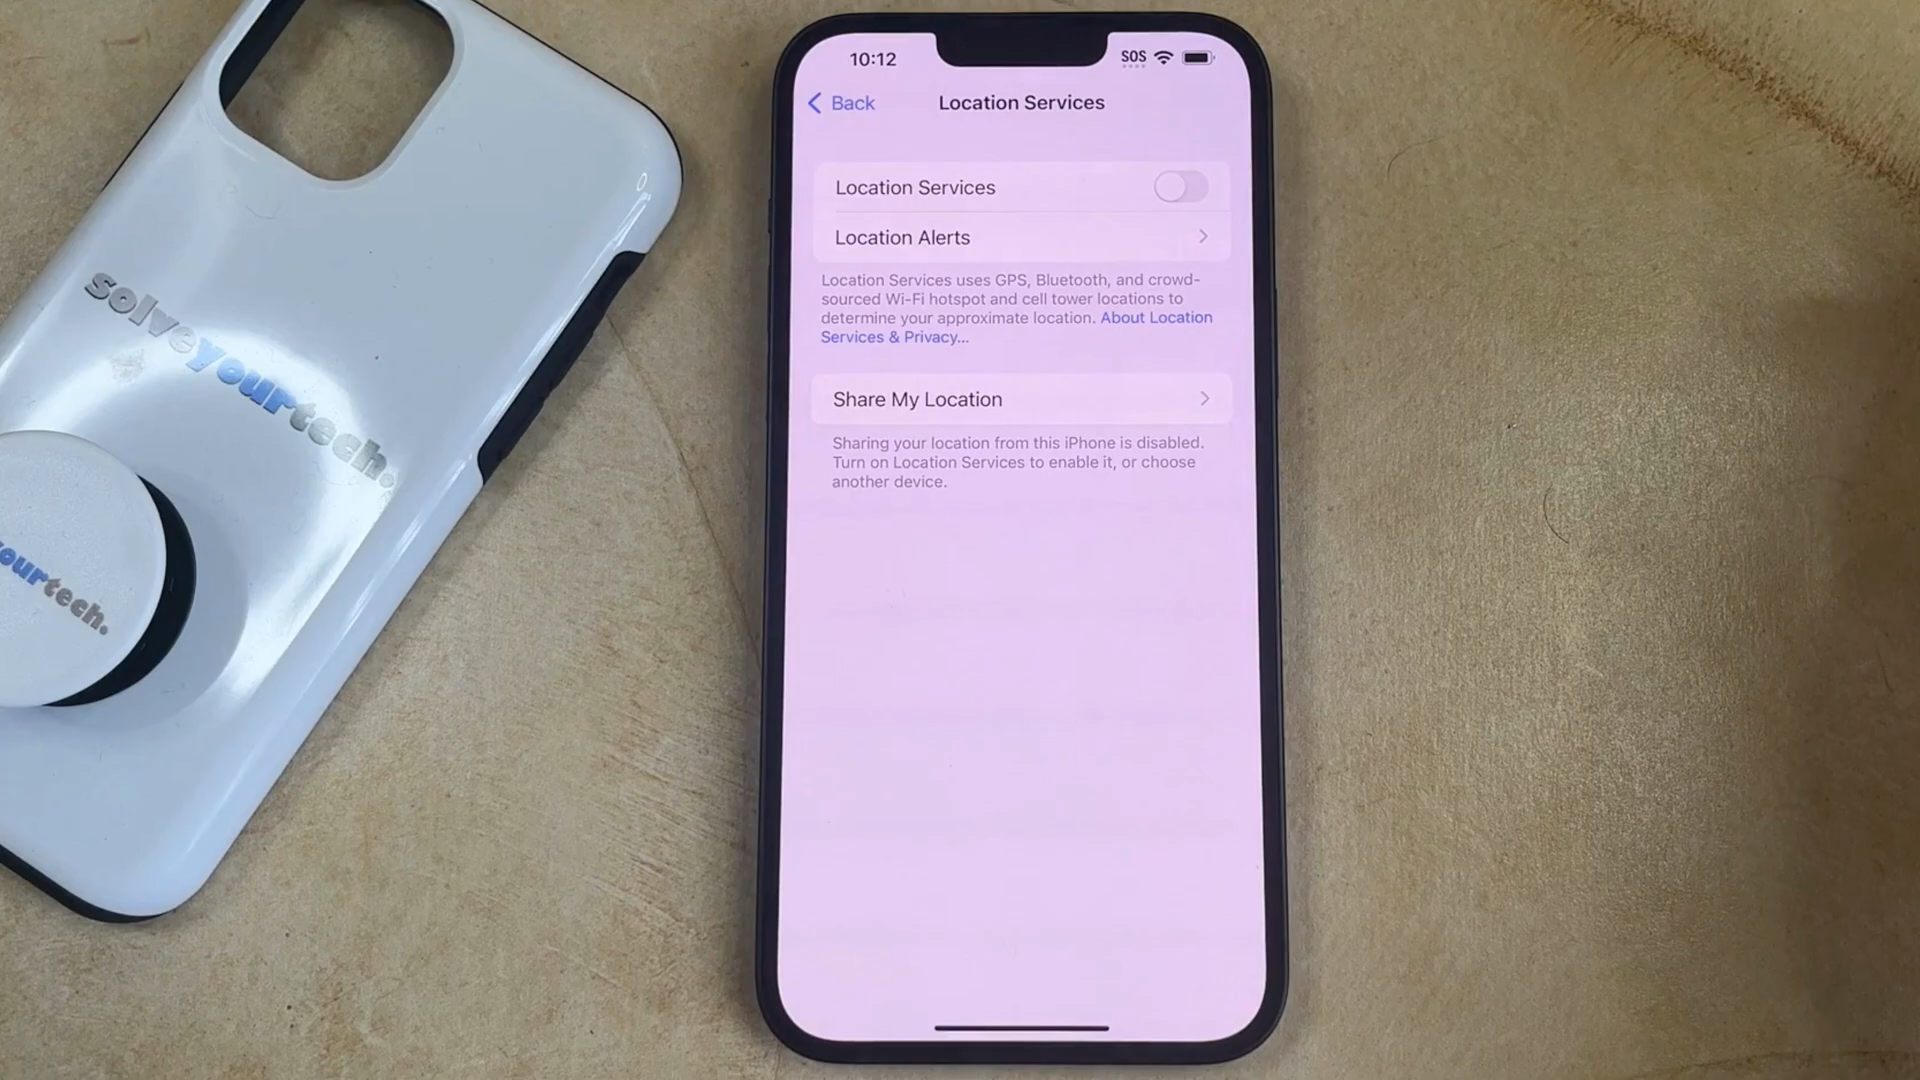 10:12
SOS
Back
Location Services
Location Services
Location Alerts
Location Services uses GPS, Bluetooth, and crowd-
sourced Wi-Fi hotspot and cell tower locations to
determine your approximate location. About Location
Services & Privacy...
Share My Location
Sharing your location from this iPhone is disabled.
Turn on Location Services to enable it, or choose
another device.
solveyourtech.
yourtech.